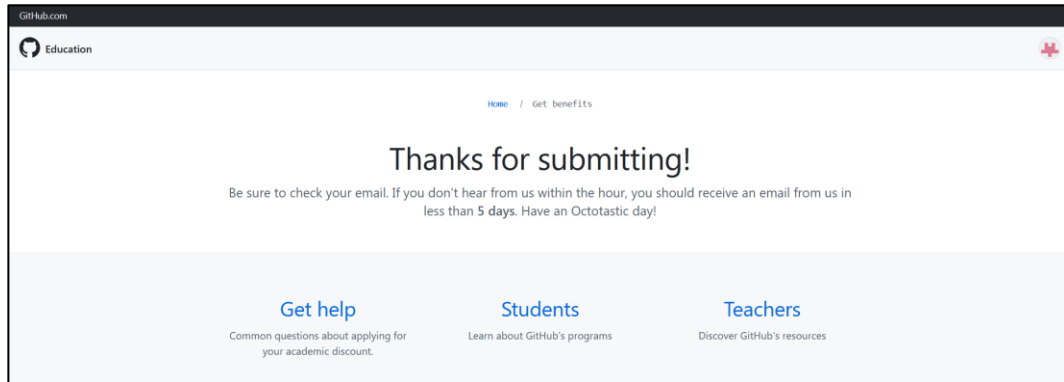 GitHub.com
Education
Home / Get benefits
Thanks for submitting!
Be sure to check your email. If you don't hear from us within the hour, you should receive an email from us in
less than 5 days. Have an Octotastic day!
Get help
Common questions about applying for
your academic discount.
Students
Learn about GitHub's programs
Teachers
Discover GitHub's resources